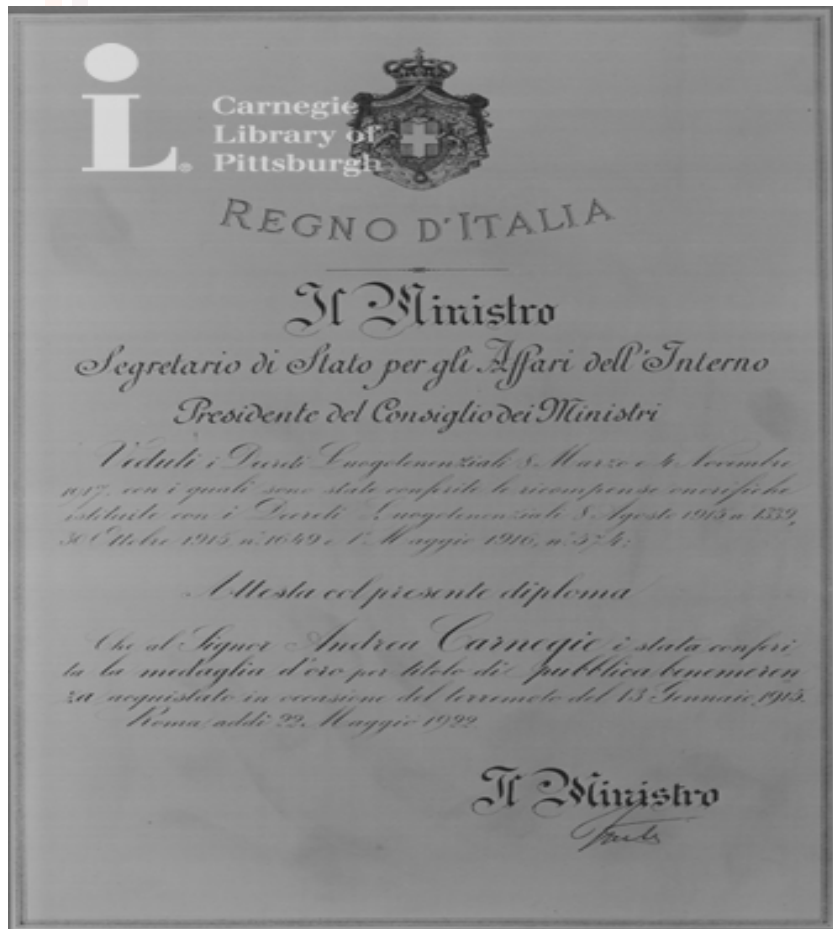 Carnegie
Library of
Pittsburgh
REGNO D'ITALIA
Il Ministro
Segretario di Stato per gli Affari dell'Interno
Presidente del Consiglio dei Ministri
Veduti i Decreti Luogotenenziali 8 Marzo e 4 Novembre
1917, con i quali sono state conferite le ricompense onorifiche
istituite con i Decreti Luogotenenziali 8 Agosto 1915 n. 1339,
30 Ottobre 1915, n. 1649 e 1° Maggio 1916, n. 574;
Attesta col presente diploma
Che al Signor Andrea Carnegie è stata conferi
ta la medaglia d'oro per titolo di pubblica benemeren
za acquistato in occasione del terremoto del 13 Gennaio 1915.
Roma addì 22 Maggio 1922
Il Ministro